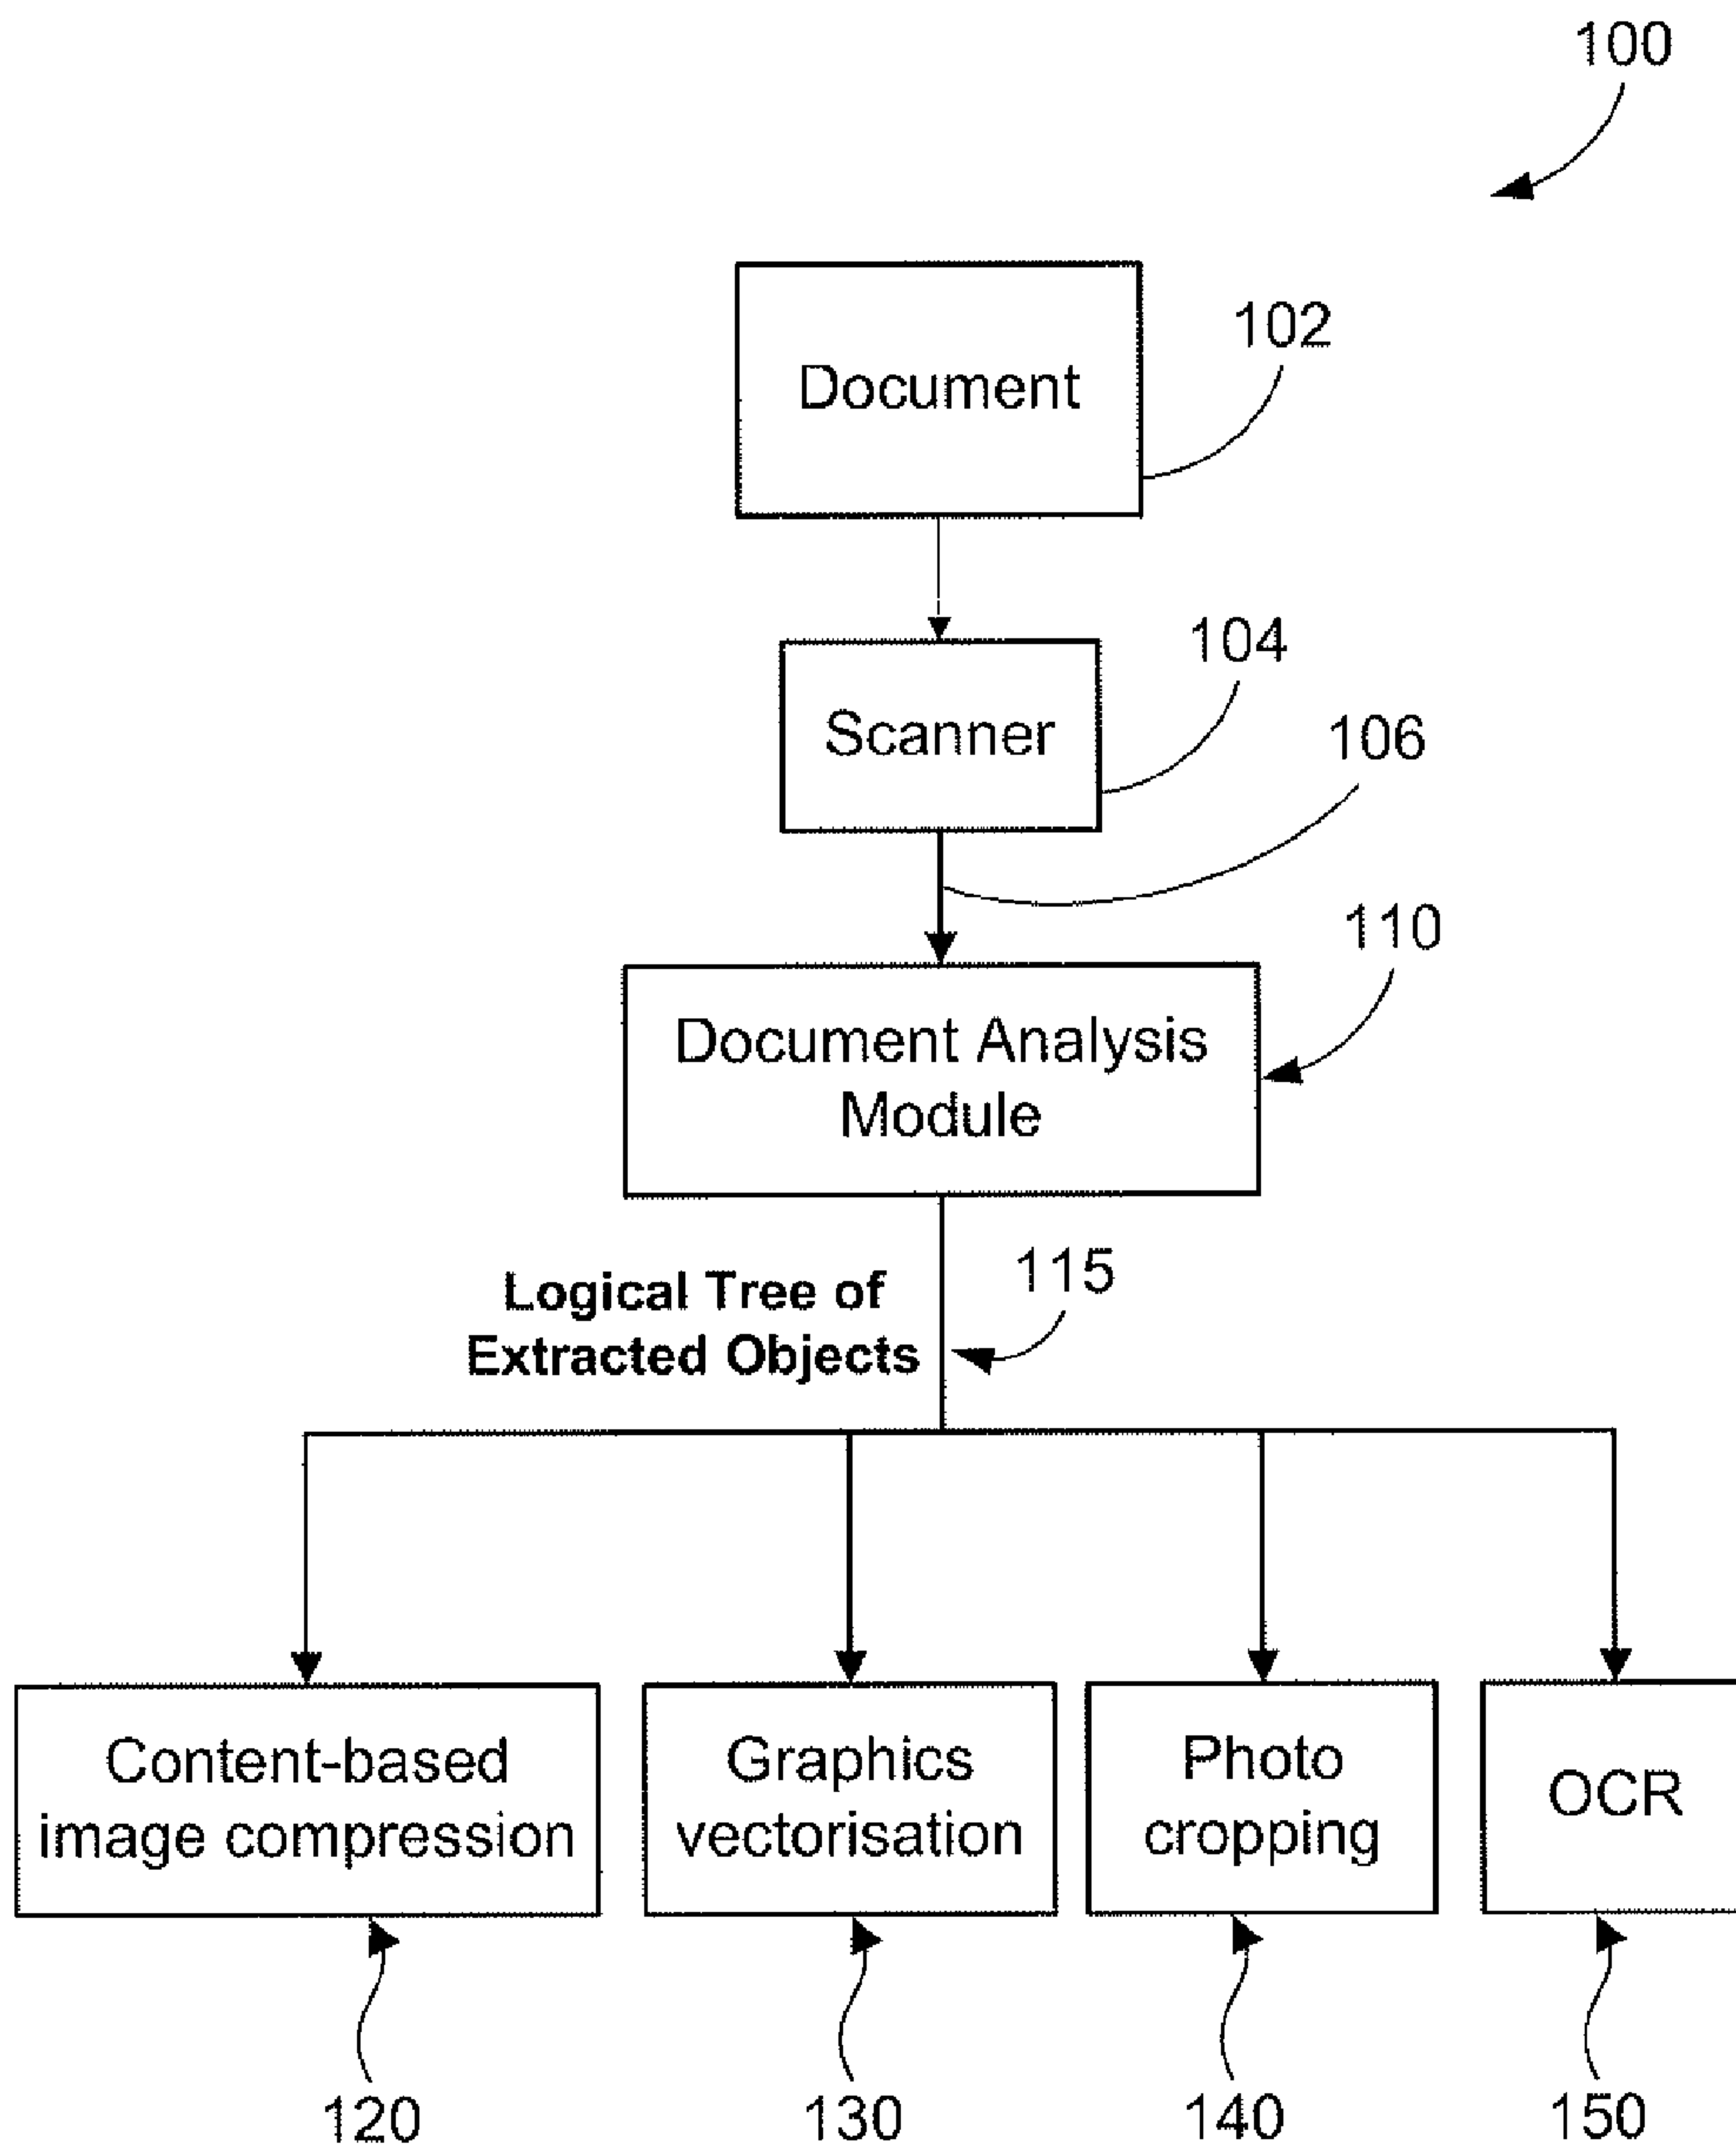 100
Document
102
Scanner
104
106
Document Analysis
Module
110
Logical Tree of
Extracted Objects
115
Content-based
image compression
Graphics
vectorisation
Photo
cropping
OCR
120
130
140
150